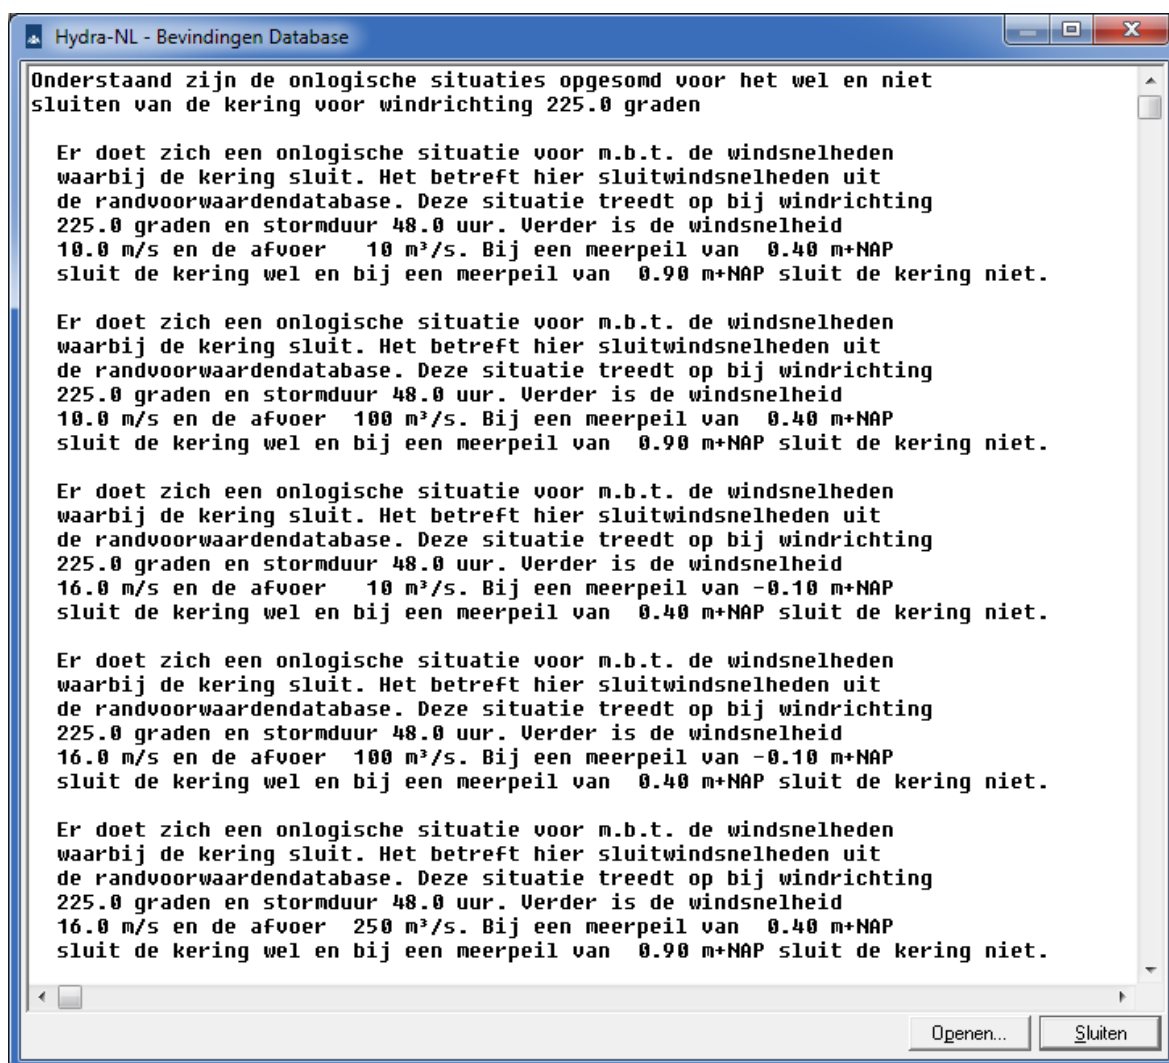 Hydra-NL - Bevindingen Database
Onderstaand zijn de onlogische situaties opgesomd voor het wel en niet
sluiten van de kering voor windrichting 225.0 graden
Er doet zich een onlogische situatie voor m.b.t. de windsnelheden
waarbij de kering sluit. Het betreft hier sluitwindsnelheden uit
de randvoorwaardendatabase. Deze situatie treedt op bij windrichting
225.0 graden en stormduur 48.0 uur. Verder is de windsnelheid
10.0 m/s en de afvoer   10 m³/s. Bij een meerpeil van  0.40 m+NAP
sluit de kering wel en bij een meerpeil van  0.90 m+NAP sluit de kering niet.
Er doet zich een onlogische situatie voor m.b.t. de windsnelheden
waarbij de kering sluit. Het betreft hier sluitwindsnelheden uit
de randvoorwaardendatabase. Deze situatie treedt op bij windrichting
225.0 graden en stormduur 48.0 uur. Verder is de windsnelheid
10.0 m/s en de afvoer  100 m³/s. Bij een meerpeil van  0.40 m+NAP
sluit de kering wel en bij een meerpeil van  0.90 m+NAP sluit de kering niet.
Er doet zich een onlogische situatie voor m.b.t. de windsnelheden
waarbij de kering sluit. Het betreft hier sluitwindsnelheden uit
de randvoorwaardendatabase. Deze situatie treedt op bij windrichting
225.0 graden en stormduur 48.0 uur. Verder is de windsnelheid
16.0 m/s en de afvoer   10 m³/s. Bij een meerpeil van -0.10 m+NAP
sluit de kering wel en bij een meerpeil van  0.40 m+NAP sluit de kering niet.
Er doet zich een onlogische situatie voor m.b.t. de windsnelheden
waarbij de kering sluit. Het betreft hier sluitwindsnelheden uit
de randvoorwaardendatabase. Deze situatie treedt op bij windrichting
225.0 graden en stormduur 48.0 uur. Verder is de windsnelheid
16.0 m/s en de afvoer  100 m³/s. Bij een meerpeil van -0.10 m+NAP
sluit de kering wel en bij een meerpeil van  0.40 m+NAP sluit de kering niet.
Er doet zich een onlogische situatie voor m.b.t. de windsnelheden
waarbij de kering sluit. Het betreft hier sluitwindsnelheden uit
de randvoorwaardendatabase. Deze situatie treedt op bij windrichting
225.0 graden en stormduur 48.0 uur. Verder is de windsnelheid
16.0 m/s en de afvoer  250 m³/s. Bij een meerpeil van  0.40 m+NAP
sluit de kering wel en bij een meerpeil van  0.90 m+NAP sluit de kering niet.
Openen... Sluiten